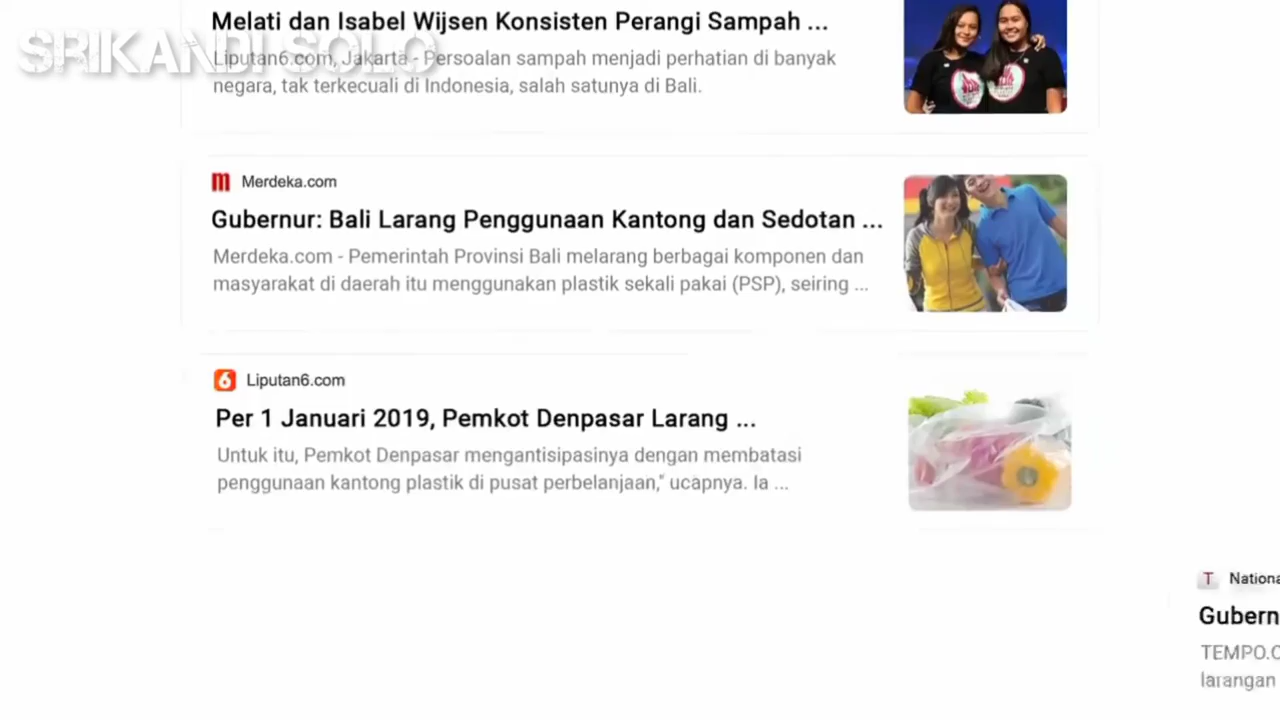 Melati dan Isabel Wijsen Konsisten Perangi Sampah ...
SRIKANDI SOLO
Liputan6.com, Jakarta - Persoalan sampah menjadi perhatian di banyak
negara, tak terkecuali di Indonesia, salah satunya di Bali.
Merdeka.com
Gubernur: Bali Larang Penggunaan Kantong dan Sedotan ...
Merdeka.com - Pemerintah Provinsi Bali melarang berbagai komponen dan
masyarakat di daerah itu menggunakan plastik sekali pakai (PSP), seiring ...
Liputan6.com
Per 1 Januari 2019, Pemkot Denpasar Larang ...
Untuk itu, Pemkot Denpasar mengantisipasinya dengan membatasi
penggunaan kantong plastik di pusat perbelanjaan," ucapnya. Ia ...
T Nationa
Gubern
TEMPO.C
larangan